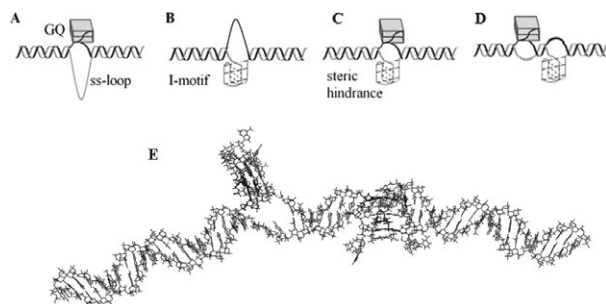 A
B
C
D
GQ
ss-loop
I-motif
steric
hindrance
E